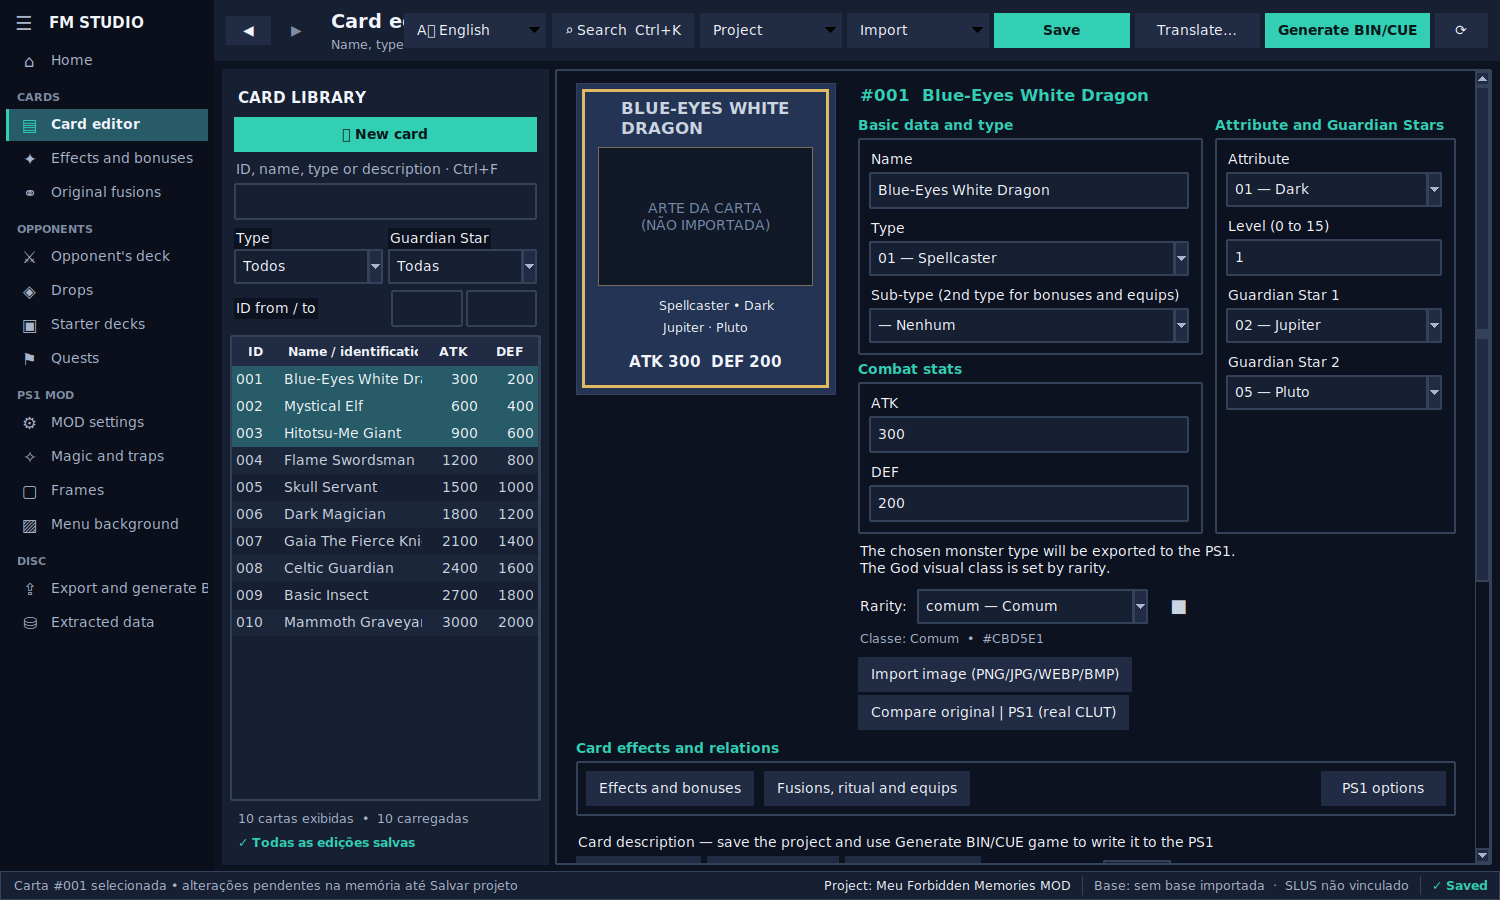 ☰ FM STUDIO
Home
CARDS
Card editor
Effects and bonuses
Original fusions
OPPONENTS
Opponent's deck
Drops
Starter decks
Quests
PS1 MOD
MOD settings
Magic and traps
Frames
Menu background
DISC
Export and generate B
Extracted data
Card e
Name, type
English
Search Ctrl+K
Project
Import
Save
Translate...
Generate BIN/CUE
CARD LIBRARY
New card
ID, name, type or description · Ctrl+F
Type Guardian Star
Todos Todas
ID from / to
ID Name / identificatio ATK DEF
001 Blue-Eyes White Dra 300 200
002 Mystical Elf 600 400
003 Hitotsu-Me Giant 900 600
004 Flame Swordsman 1200 800
005 Skull Servant 1500 1000
006 Dark Magician 1800 1200
007 Gaia The Fierce Kni 2100 1400
008 Celtic Guardian 2400 1600
009 Basic Insect 2700 1800
010 Mammoth Graveyar 3000 2000
10 cartas exibidas • 10 carregadas
✓ Todas as edições salvas
BLUE-EYES WHITE
DRAGON
ARTE DA CARTA
(NÃO IMPORTADA)
Spellcaster • Dark
Jupiter · Pluto
ATK 300 DEF 200
#001 Blue-Eyes White Dragon
Basic data and type
Name
Blue-Eyes White Dragon
Type
01 — Spellcaster
Sub-type (2nd type for bonuses and equips)
— Nenhum
Combat stats
ATK
300
DEF
200
Attribute and Guardian Stars
Attribute
01 — Dark
Level (0 to 15)
1
Guardian Star 1
02 — Jupiter
Guardian Star 2
05 — Pluto
The chosen monster type will be exported to the PS1.
The God visual class is set by rarity.
Rarity: comum — Comum
Classe: Comum • #CBD5E1
Import image (PNG/JPG/WEBP/BMP)
Compare original | PS1 (real CLUT)
Card effects and relations
Effects and bonuses
Fusions, ritual and equips
PS1 options
Card description — save the project and use Generate BIN/CUE game to write it to the PS1
Carta #001 selecionada • alterações pendentes na memória até Salvar projeto
Project: Meu Forbidden Memories MOD
Base: sem base importada · SLUS não vinculado
✓ Saved